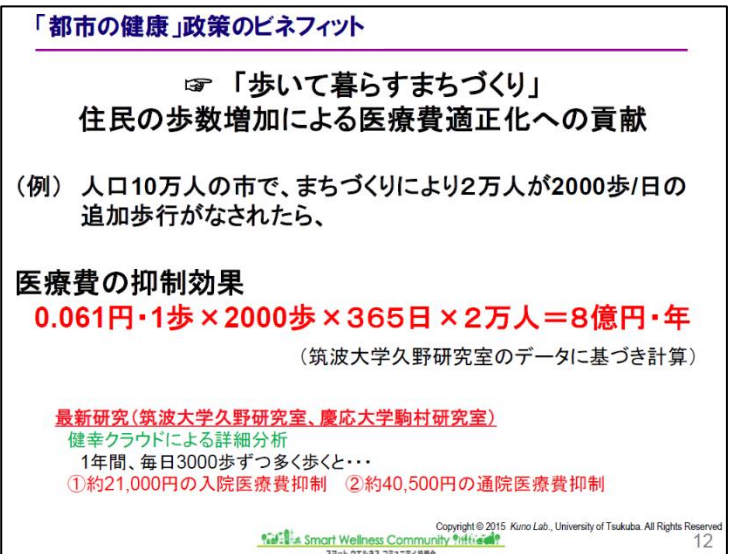 「都市の健康」政策のビネフィット
☞ 「歩いて暮らすまちづくり」
住民の歩数増加による医療費適正化への貢献
（例） 人口10万人の市で、まちづくりにより２万人が2000歩/日の
追加歩行がなされたら、
医療費の抑制効果
0.061円・1歩×2000歩×３６５日×２万人＝８億円・年
（筑波大学久野研究室のデータに基づき計算）
最新研究（筑波大学久野研究室、慶応大学駒村研究室）
健幸クラウドによる詳細分析
1年間、毎日3000歩ずつ多く歩くと・・・
①約21,000円の入院医療費抑制 ②約40,500円の通院医療費抑制
Copyright © 2015 Kuno Lab., University of Tsukuba. All Rights Reserved
Smart Wellness Community
12